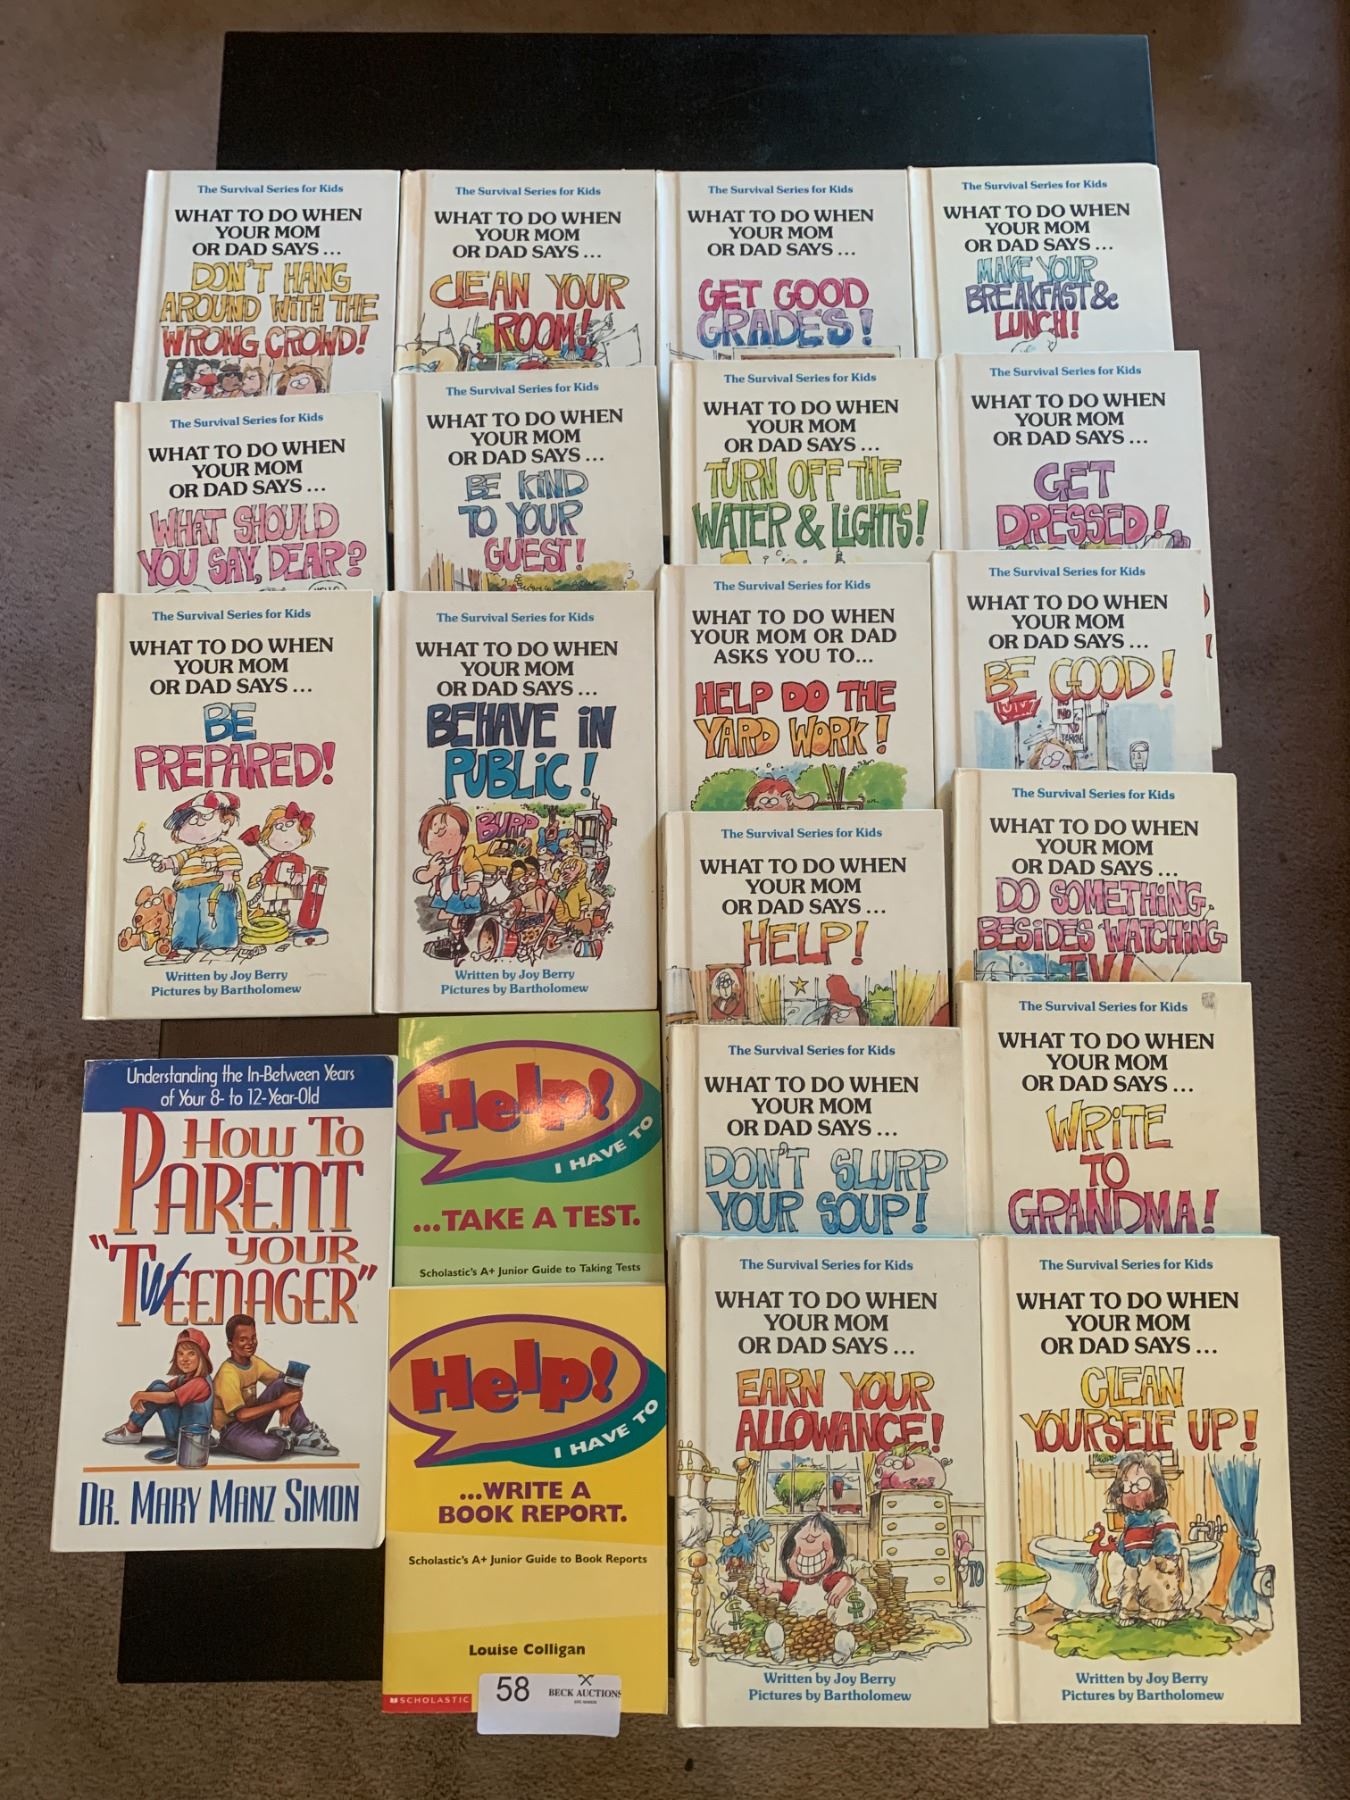 The Survival Series for Kids
WHAT TO DO WHEN
YOUR MOM
OR DAD SAYS ...
DON'T HANG
AROUND WITH THE
WRONG CROWD!
The Survival Series for Kids
WHAT TO DO WHEN
YOUR MOM
OR DAD SAYS ...
CLEAN YOUR
ROOM!
The Survival Series for Kids
WHAT TO DO WHEN
YOUR MOM
OR DAD SAYS ...
GET GOOD
GRADES!
The Survival Series for Kids
WHAT TO DO WHEN
YOUR MOM
OR DAD SAYS ...
MAKE YOUR
BREAKFAST &
LUNCH!
The Survival Series for Kids
WHAT TO DO WHEN
YOUR MOM
OR DAD SAYS ...
WHAT SHOULD
YOU SAY, DEAR?
The Survival Series for Kids
WHAT TO DO WHEN
YOUR MOM
OR DAD SAYS ...
BE KIND
TO YOUR
GUEST!
The Survival Series for Kids
WHAT TO DO WHEN
YOUR MOM
OR DAD SAYS ...
TURN OFF THE
WATER & LIGHTS!
The Survival Series for Kids
WHAT TO DO WHEN
YOUR MOM
OR DAD SAYS ...
GET
DRESSED!
The Survival Series for Kids
WHAT TO DO WHEN
YOUR MOM
OR DAD SAYS ...
BE
PREPARED!
Written by Joy Berry
Pictures by Bartholomew
The Survival Series for Kids
WHAT TO DO WHEN
YOUR MOM
OR DAD SAYS ...
BEHAVE IN
PUBLIC!
BURP
Written by Joy Berry
Pictures by Bartholomew
The Survival Series for Kids
WHAT TO DO WHEN
YOUR MOM OR DAD
ASKS YOU TO...
HELP DO THE
YARD WORK!
The Survival Series for Kids
WHAT TO DO WHEN
YOUR MOM
OR DAD SAYS ...
BE GOOD!
The Survival Series for Kids
WHAT TO DO WHEN
YOUR MOM
OR DAD SAYS ...
HELP!
The Survival Series for Kids
WHAT TO DO WHEN
YOUR MOM
OR DAD SAYS ...
DO SOMETHING
BESIDES WATCHING
TV!
The Survival Series for Kids
WHAT TO DO WHEN
YOUR MOM
OR DAD SAYS ...
DON'T SLURP
YOUR SOUP!
The Survival Series for Kids
WHAT TO DO WHEN
YOUR MOM
OR DAD SAYS ...
WRITE
TO
GRANDMA!
Understanding the In-Between Years
of Your 8- to 12-Year-Old
HOW TO
PARENT
YOUR
"TWEENAGER"
DR. MARY MANZ SIMON
Help!
I HAVE TO
...TAKE A TEST.
Scholastic's A+ Junior Guide to Taking Tests
Help!
I HAVE TO
...WRITE A
BOOK REPORT.
Scholastic's A+ Junior Guide to Book Reports
Louise Colligan
SCHOLASTIC
58
BECK AUCTIONS
The Survival Series for Kids
WHAT TO DO WHEN
YOUR MOM
OR DAD SAYS ...
EARN YOUR
ALLOWANCE!
Written by Joy Berry
Pictures by Bartholomew
The Survival Series for Kids
WHAT TO DO WHEN
YOUR MOM
OR DAD SAYS ...
CLEAN
YOURSELF UP!
Written by Joy Berry
Pictures by Bartholomew